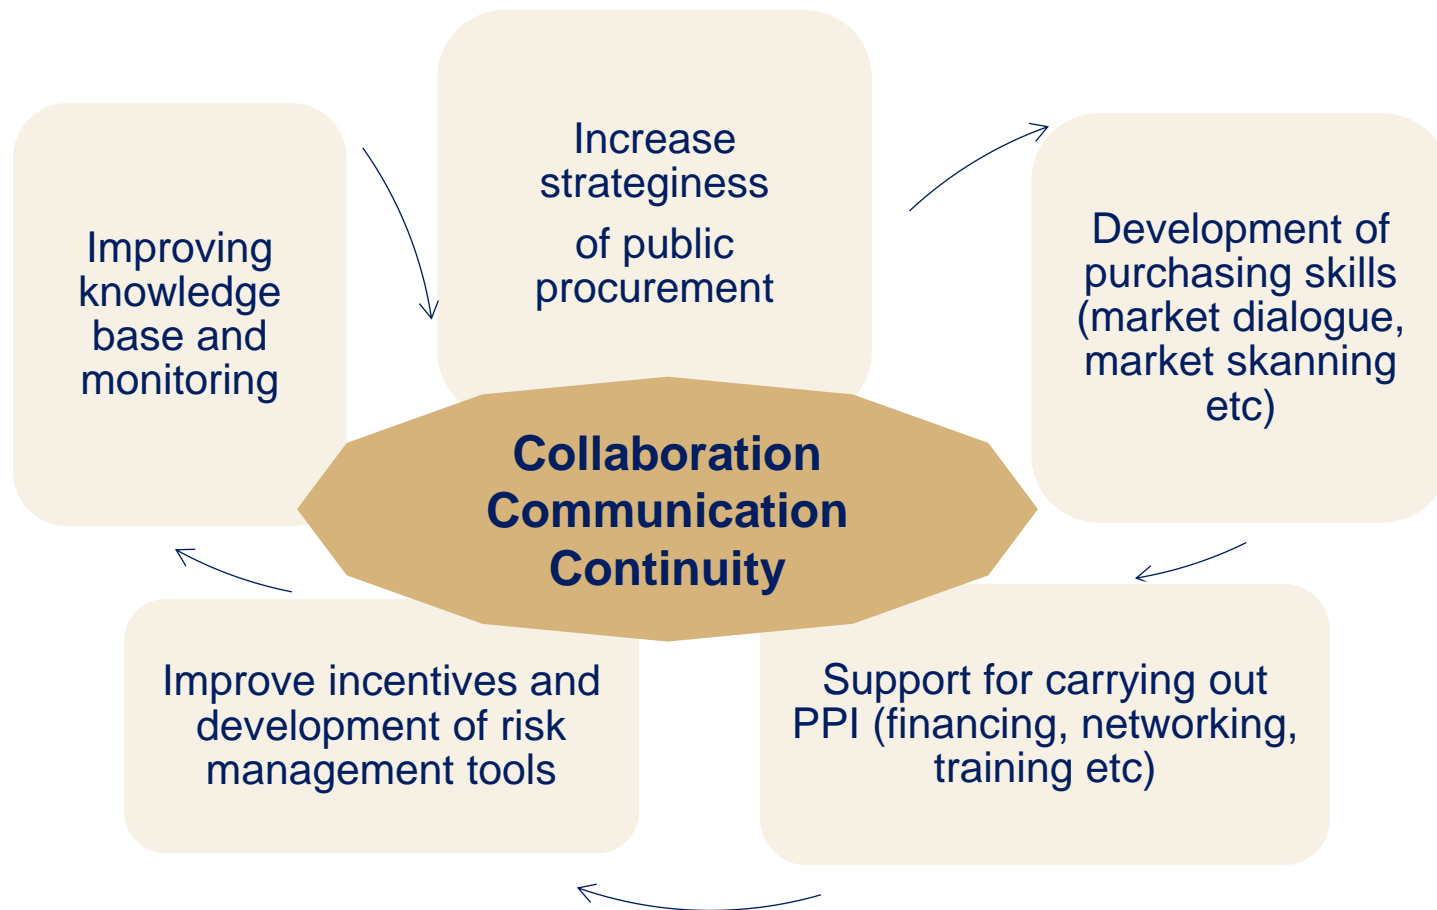 Increase
strateginess
of public
procurement
Development of
purchasing skills
(market dialogue,
market skanning
etc)
Support for carrying out
PPI (financing, networking,
training etc)
Improve incentives and
development of risk
management tools
Improving
knowledge
base and
monitoring
Collaboration
Communication
Continuity